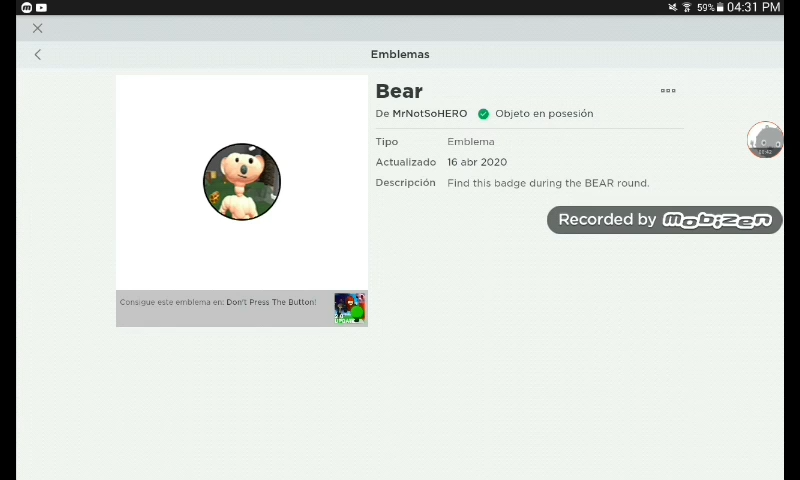 59% 04:31 PM
Emblemas
Bear
De MrNotSoHERO Objeto en posesión
Tipo Emblema
Actualizado 16 abr 2020
Descripción Find this badge during the BEAR round.
Recorded by mobizen
Consigue este emblema en: Don't Press The Button!